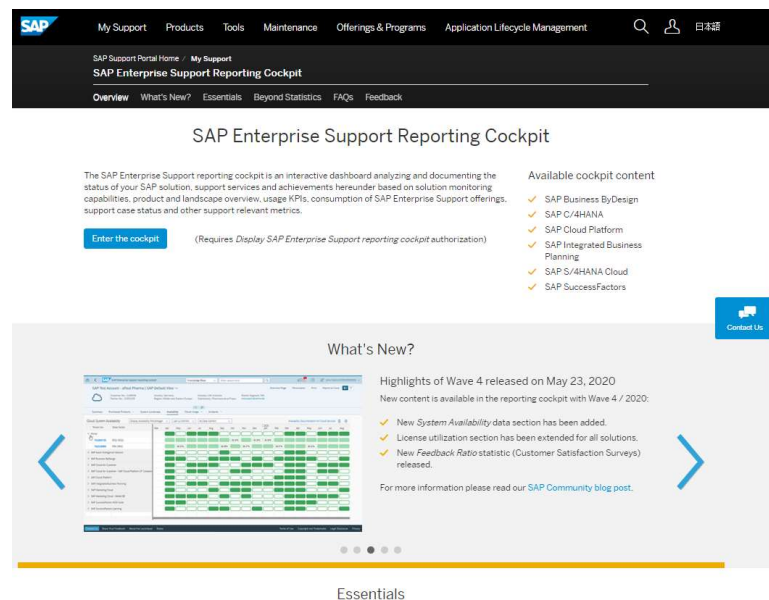 SAP
My Support Products Tools Maintenance Offerings & Programs Application Lifecycle Management 日本語
SAP Support Portal Home / My Support
SAP Enterprise Support Reporting Cockpit
Overview What's New? Essentials Beyond Statistics FAQs Feedback
SAP Enterprise Support Reporting Cockpit
The SAP Enterprise Support reporting cockpit is an interactive dashboard analyzing and documenting the
status of your SAP solution, support services and achievements hereunder based on solution monitoring
capabilities, product and landscape overview, usage KPIs, consumption of SAP Enterprise Support offerings,
support case status and other support relevant metrics.
Enter the cockpit
(Requires Display SAP Enterprise Support reporting cockpit authorization)
Available cockpit content
SAP Business ByDesign
SAP C/4HANA
SAP Cloud Platform
SAP Integrated Business
Planning
SAP S/4HANA Cloud
SAP SuccessFactors
Contact Us
What's New?
Highlights of Wave 4 released on May 23, 2020
New content is available in the reporting cockpit with Wave 4 / 2020:
New System Availability data section has been added.
License utilization section has been extended for all solutions.
New Feedback Ratio statistic (Customer Satisfaction Surveys)
released.
For more information please read our SAP Community blog post.
Essentials